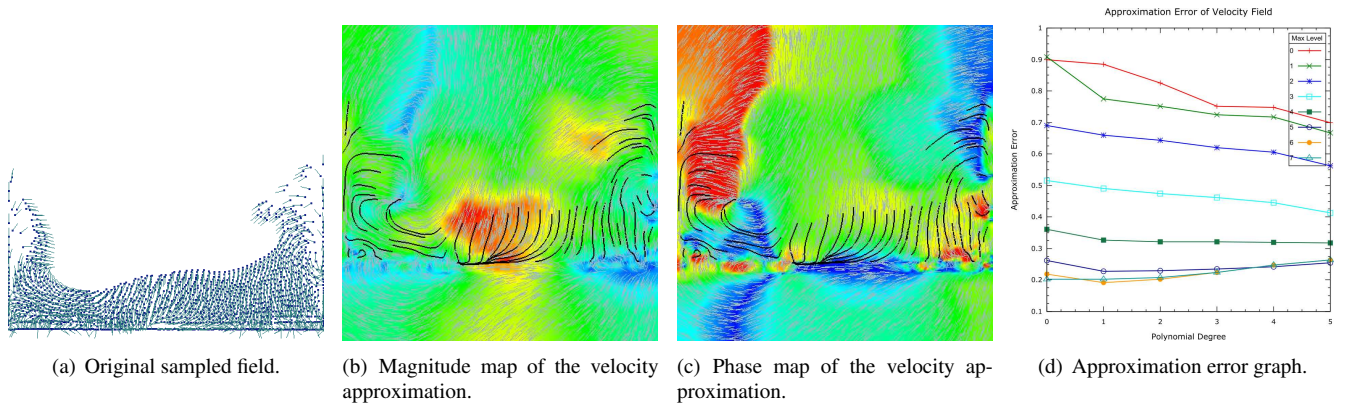 Approximation Error of Velocity Field
1
0.9
0.8
0.7
0.6
0.5
0.4
0.3
0.2
0.1
Approximation Error
Max Level
0
1
2
3
4
5
6
7
0 1 2 3 4 5
Polynomial Degree
(a) Original sampled field.
(b) Magnitude map of the velocity
approximation.
(c) Phase map of the velocity ap-
proximation.
(d) Approximation error graph.